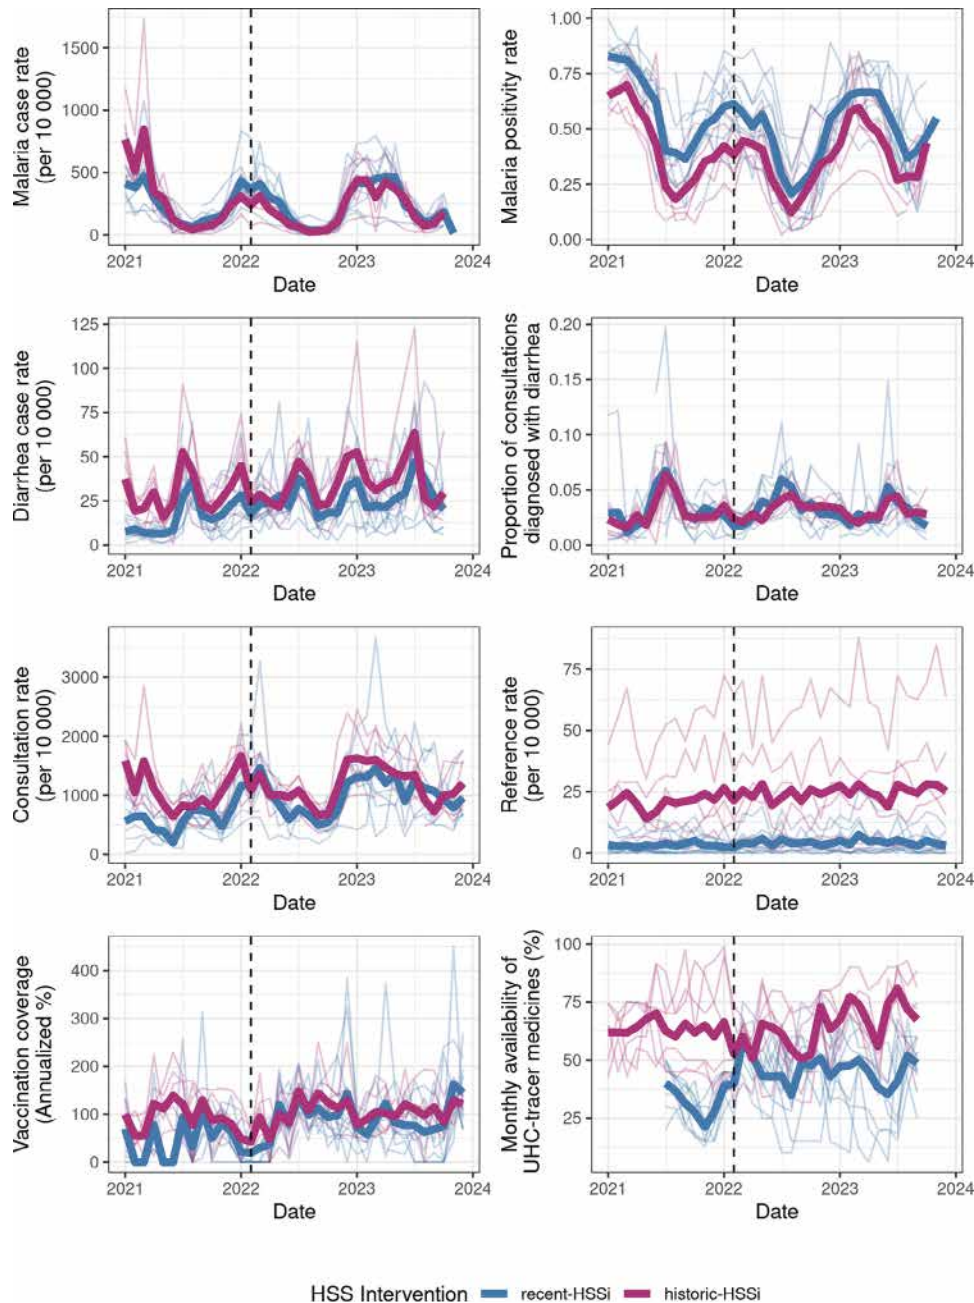 Malaria case rate
(per 10 000)
1500
1000
500
0
2021
2022
2023
2024
Date
Malaria positivity rate
1.00
0.75
0.50
0.25
0.00
2021
2022
2023
2024
Date
Diarrhea case rate
(per 10 000)
125
100
75
50
25
0
2021
2022
2023
2024
Date
Proportion of consultations
diagnosed with diarrhea
0.20
0.15
0.10
0.05
0.00
2021
2022
2023
2024
Date
Consultation rate
(per 10 000)
3000
2000
1000
0
2021
2022
2023
2024
Date
Reference rate
(per 10 000)
75
50
25
0
2021
2022
2023
2024
Date
Vaccination coverage
(Annualized %)
400
300
200
100
0
2021
2022
2023
2024
Date
Monthly availability of
UHC-tracer medicines (%)
100
75
50
25
2021
2022
2023
2024
Date
HSS Intervention recent-HSSi historic-HSSi